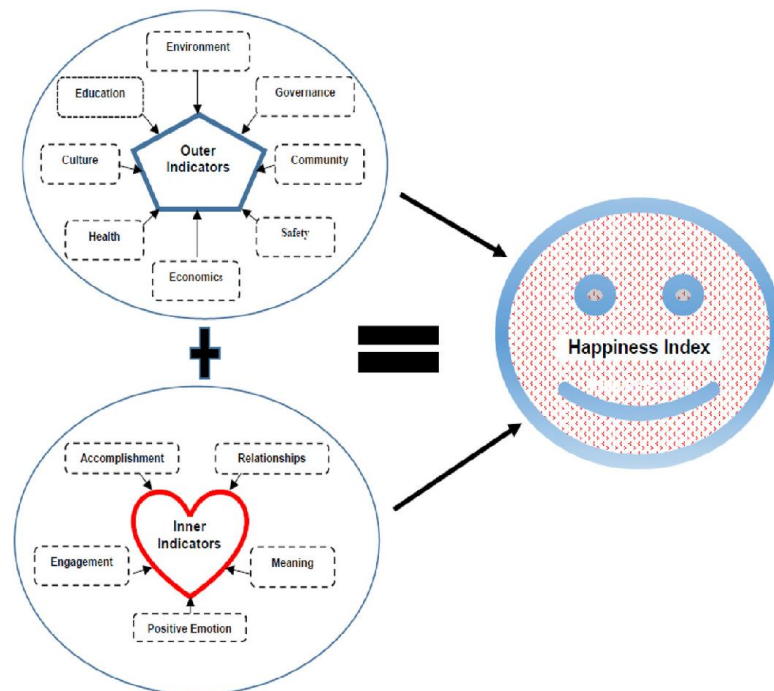 Environment
Education
Governance
Outer
Indicators
Culture
Community
Health
Safety
Economics
Happiness Index
Accomplishment
Relationships
Inner
Indicators
Engagement
Meaning
Positive Emotion